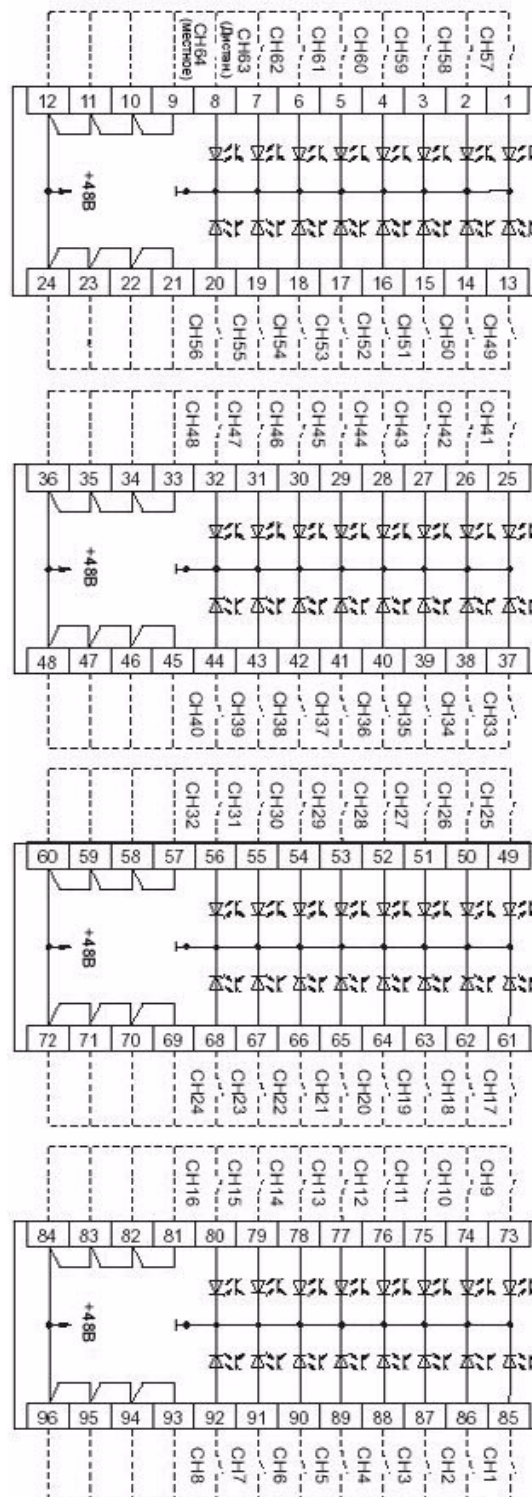 CH64 CH63 CH62 CH61 CH60 CH59 CH58 CH57
(местное) (Дистан.)
12 11 10 9 8 7 6 5 4 3 2 1
+48В
24 23 22 21 20 19 18 17 16 15 14 13
CH56 CH55 CH54 CH53 CH52 CH51 CH50 CH49
CH48 CH47 CH46 CH45 CH44 CH43 CH42 CH41
36 35 34 33 32 31 30 29 28 27 26 25
+48В
48 47 46 45 44 43 42 41 40 39 38 37
CH40 CH39 CH38 CH37 CH36 CH35 CH34 CH33
CH32 CH31 CH30 CH29 CH28 CH27 CH26 CH25
60 59 58 57 56 55 54 53 52 51 50 49
+48В
72 71 70 69 68 67 66 65 64 63 62 61
CH24 CH23 CH22 CH21 CH20 CH19 CH18 CH17
CH16 CH15 CH14 CH13 CH12 CH11 CH10 CH9
84 83 82 81 80 79 78 77 76 75 74 73
+48В
96 95 94 93 92 91 90 89 88 87 86 85
CH8 CH7 CH6 CH5 CH4 CH3 CH2 CH1